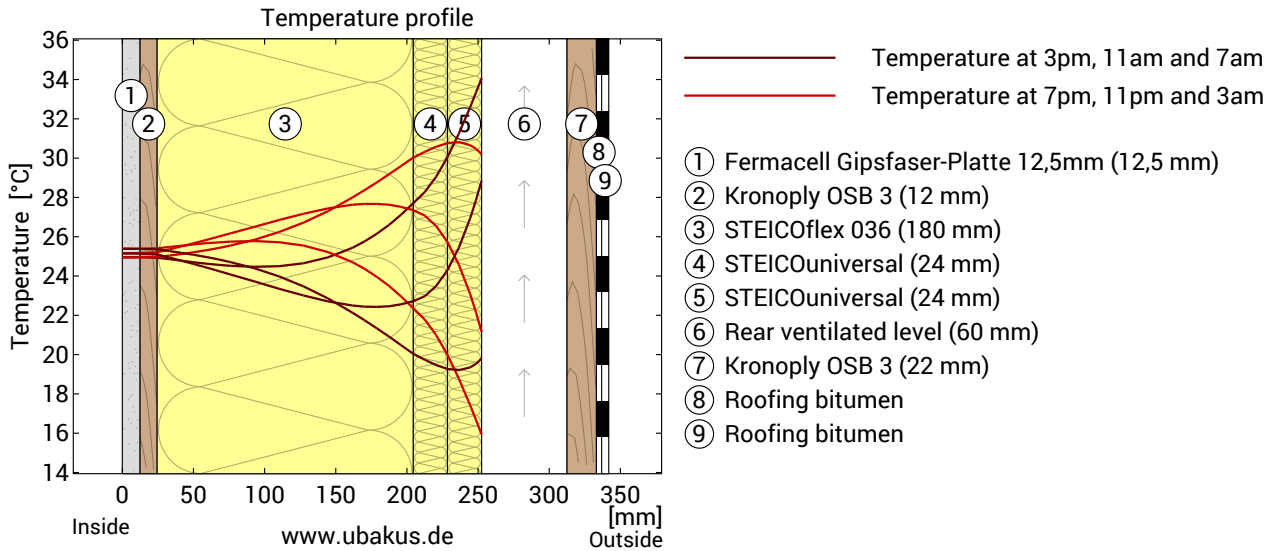 Temperature profile
Temperature [°C]
36
34
32
30
28
26
24
22
20
18
16
14
1
2
3
4
5
6
7
8
9
0
50
100
150
200
250
300
350
[mm]
Inside
www.ubakus.de
Outside
Temperature at 3pm, 11am and 7am
Temperature at 7pm, 11pm and 3am
1 Fermacell Gipsfaser-Platte 12,5mm (12,5 mm)
2 Kronoply OSB 3 (12 mm)
3 STEICOflex 036 (180 mm)
4 STEICOuniversal (24 mm)
5 STEICOuniversal (24 mm)
6 Rear ventilated level (60 mm)
7 Kronoply OSB 3 (22 mm)
8 Roofing bitumen
9 Roofing bitumen